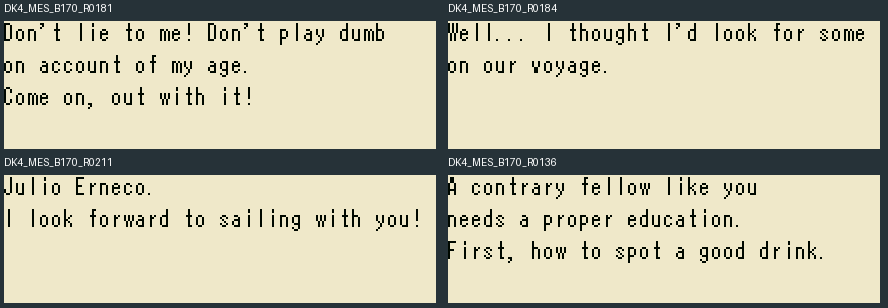 DK4_MES_B170_R0181
Don't lie to me! Don't play dumb
on account of my age.
Come on, out with it!
DK4_MES_B170_R0184
Well... I thought I'd look for some
on our voyage.
DK4_MES_B170_R0211
Julio Erneco.
I look forward to sailing with you!
DK4_MES_B170_R0136
A contrary fellow like you
needs a proper education.
First, how to spot a good drink.